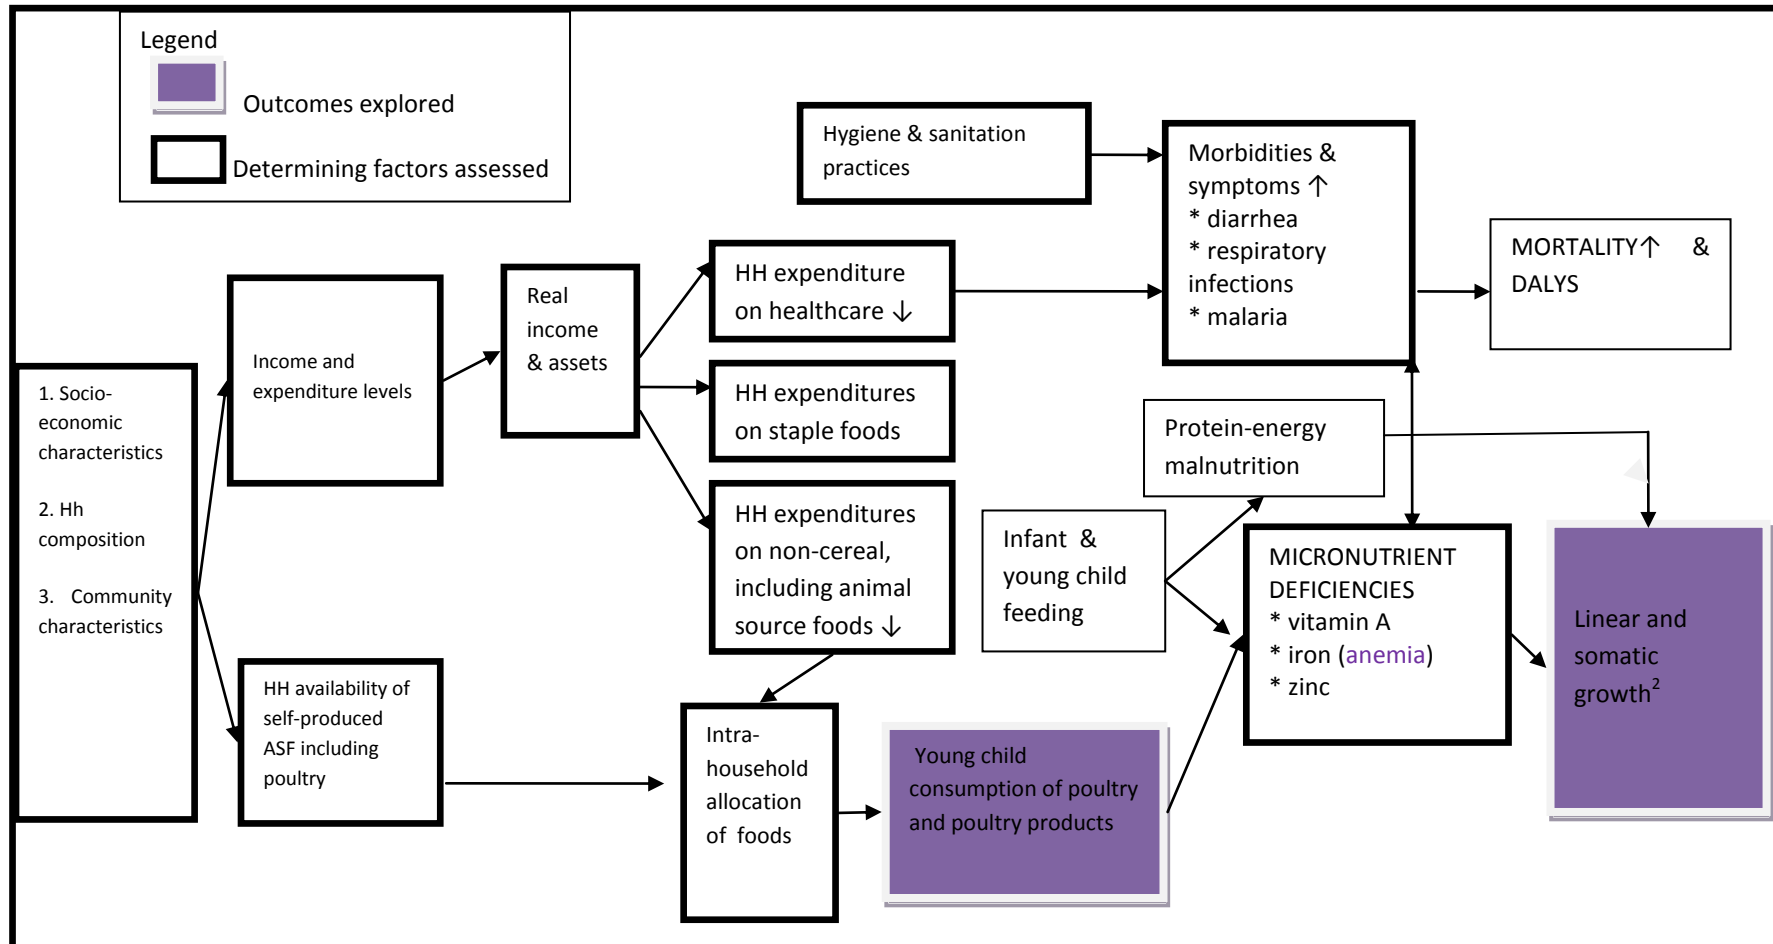 Legend
Outcomes explored
Determining factors assessed
Hygiene & sanitation
practices
Morbidities &
symptoms ↑
* diarrhea
* respiratory
infections
* malaria
MORTALITY↑ &
DALYS
HH expenditure
on healthcare ↓
Real
income
& assets
Income and
expenditure levels
1. Socio-
economic
characteristics
2. Hh
composition
3. Community
characteristics
HH expenditures
on staple foods
HH expenditures
on non-cereal,
including animal
source foods ↓
Protein-energy
malnutrition
Infant &
young child
feeding
MICRONUTRIENT
DEFICIENCIES
* vitamin A
* iron (anemia)
* zinc
Linear and
somatic
growth²
HH availability of
self-produced
ASF including
poultry
Intra-
household
allocation
of foods
Young child
consumption of poultry
and poultry products